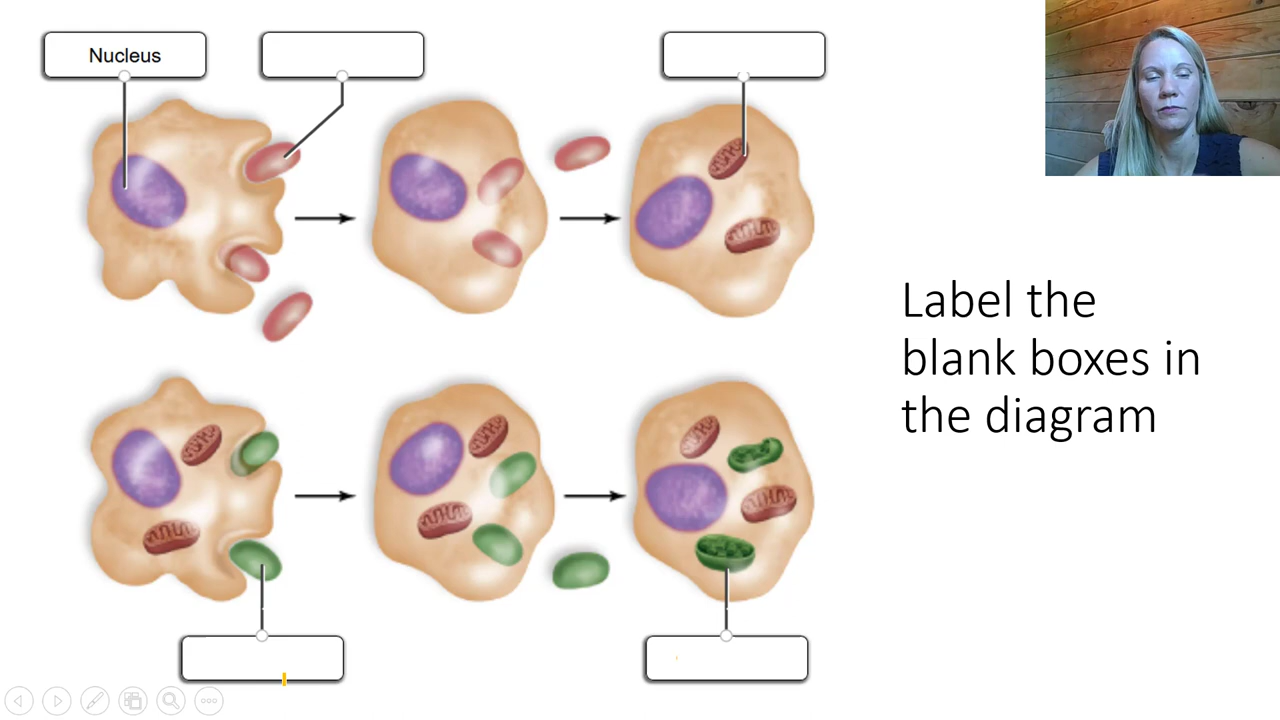 Nucleus
Label the
blank boxes in
the diagram